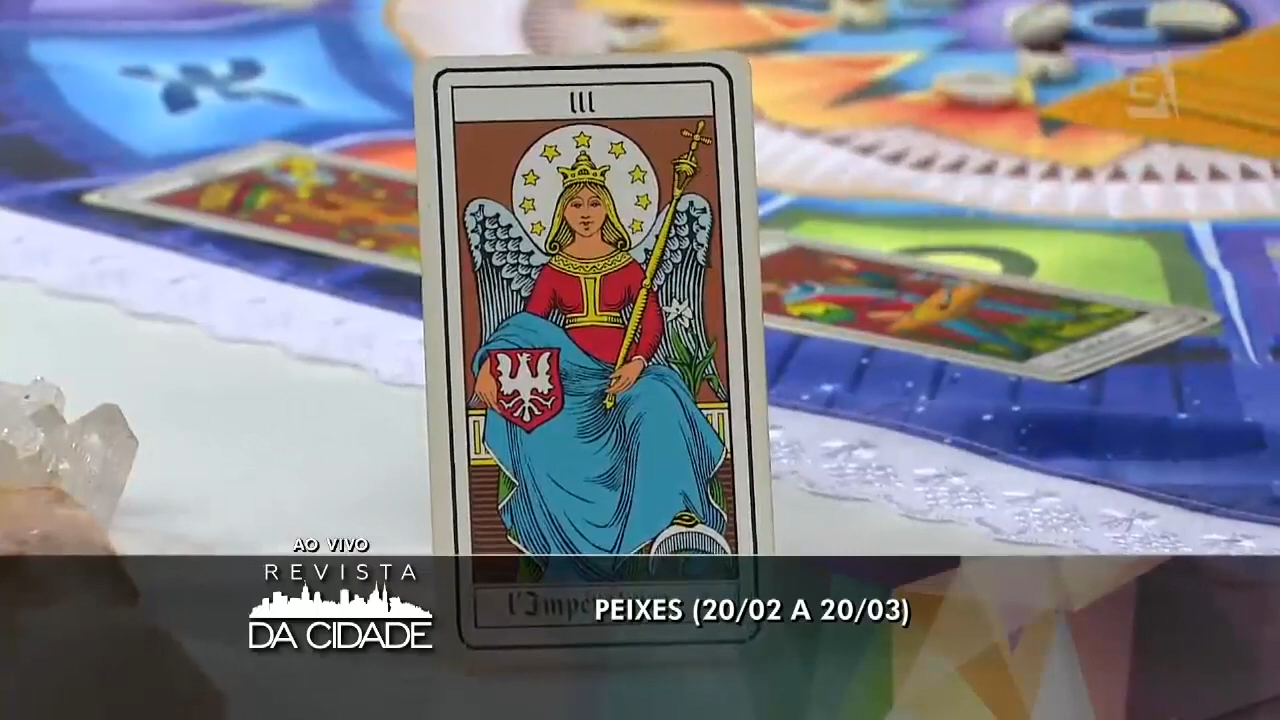 III
AO VIVO
REVISTA
DA CIDADE
PEIXES (20/02 A 20/03)